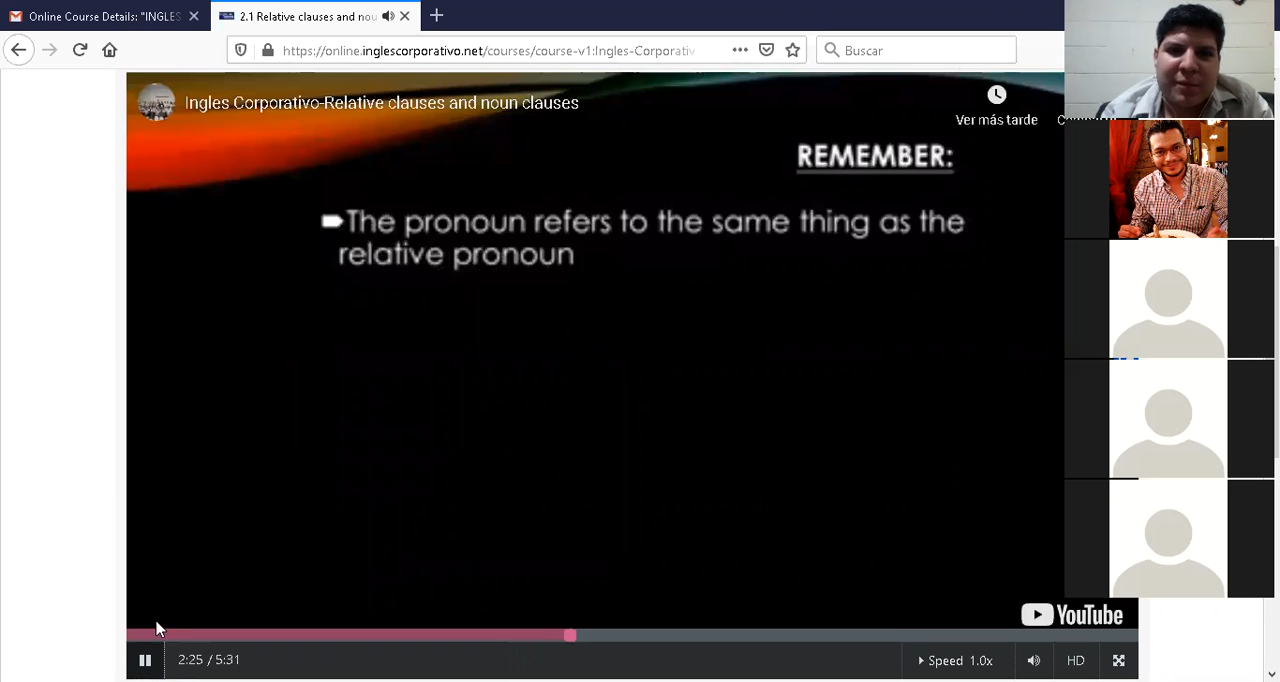 Online Course Details: "INGLES
2.1 Relative clauses and nou
https://online.inglescorporativo.net/courses/course-v1:Ingles-Corporativ
Buscar
Ingles Corporativo-Relative clauses and noun clauses
Ver más tarde
REMEMBER:
The pronoun refers to the same thing as the
relative pronoun
YouTube
2:25 / 5:31
Speed 1.0x
HD